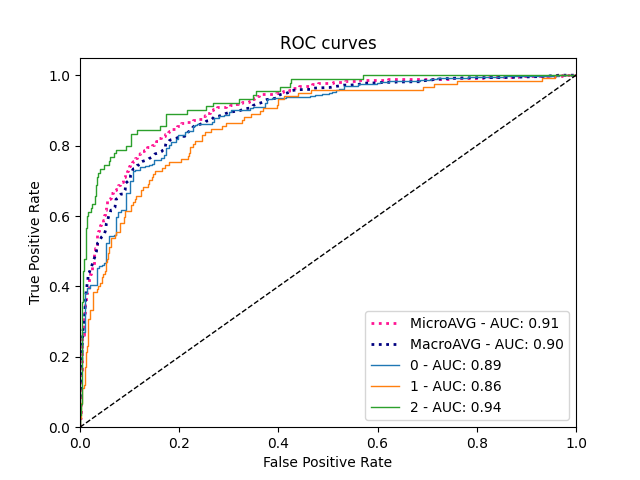 ROC curves
True Positive Rate
1.0
0.8
0.6
0.4
0.2
0.0
MicroAVG - AUC: 0.91
MacroAVG - AUC: 0.90
0 - AUC: 0.89
1 - AUC: 0.86
2 - AUC: 0.94
0.0 0.2 0.4 0.6 0.8 1.0
False Positive Rate